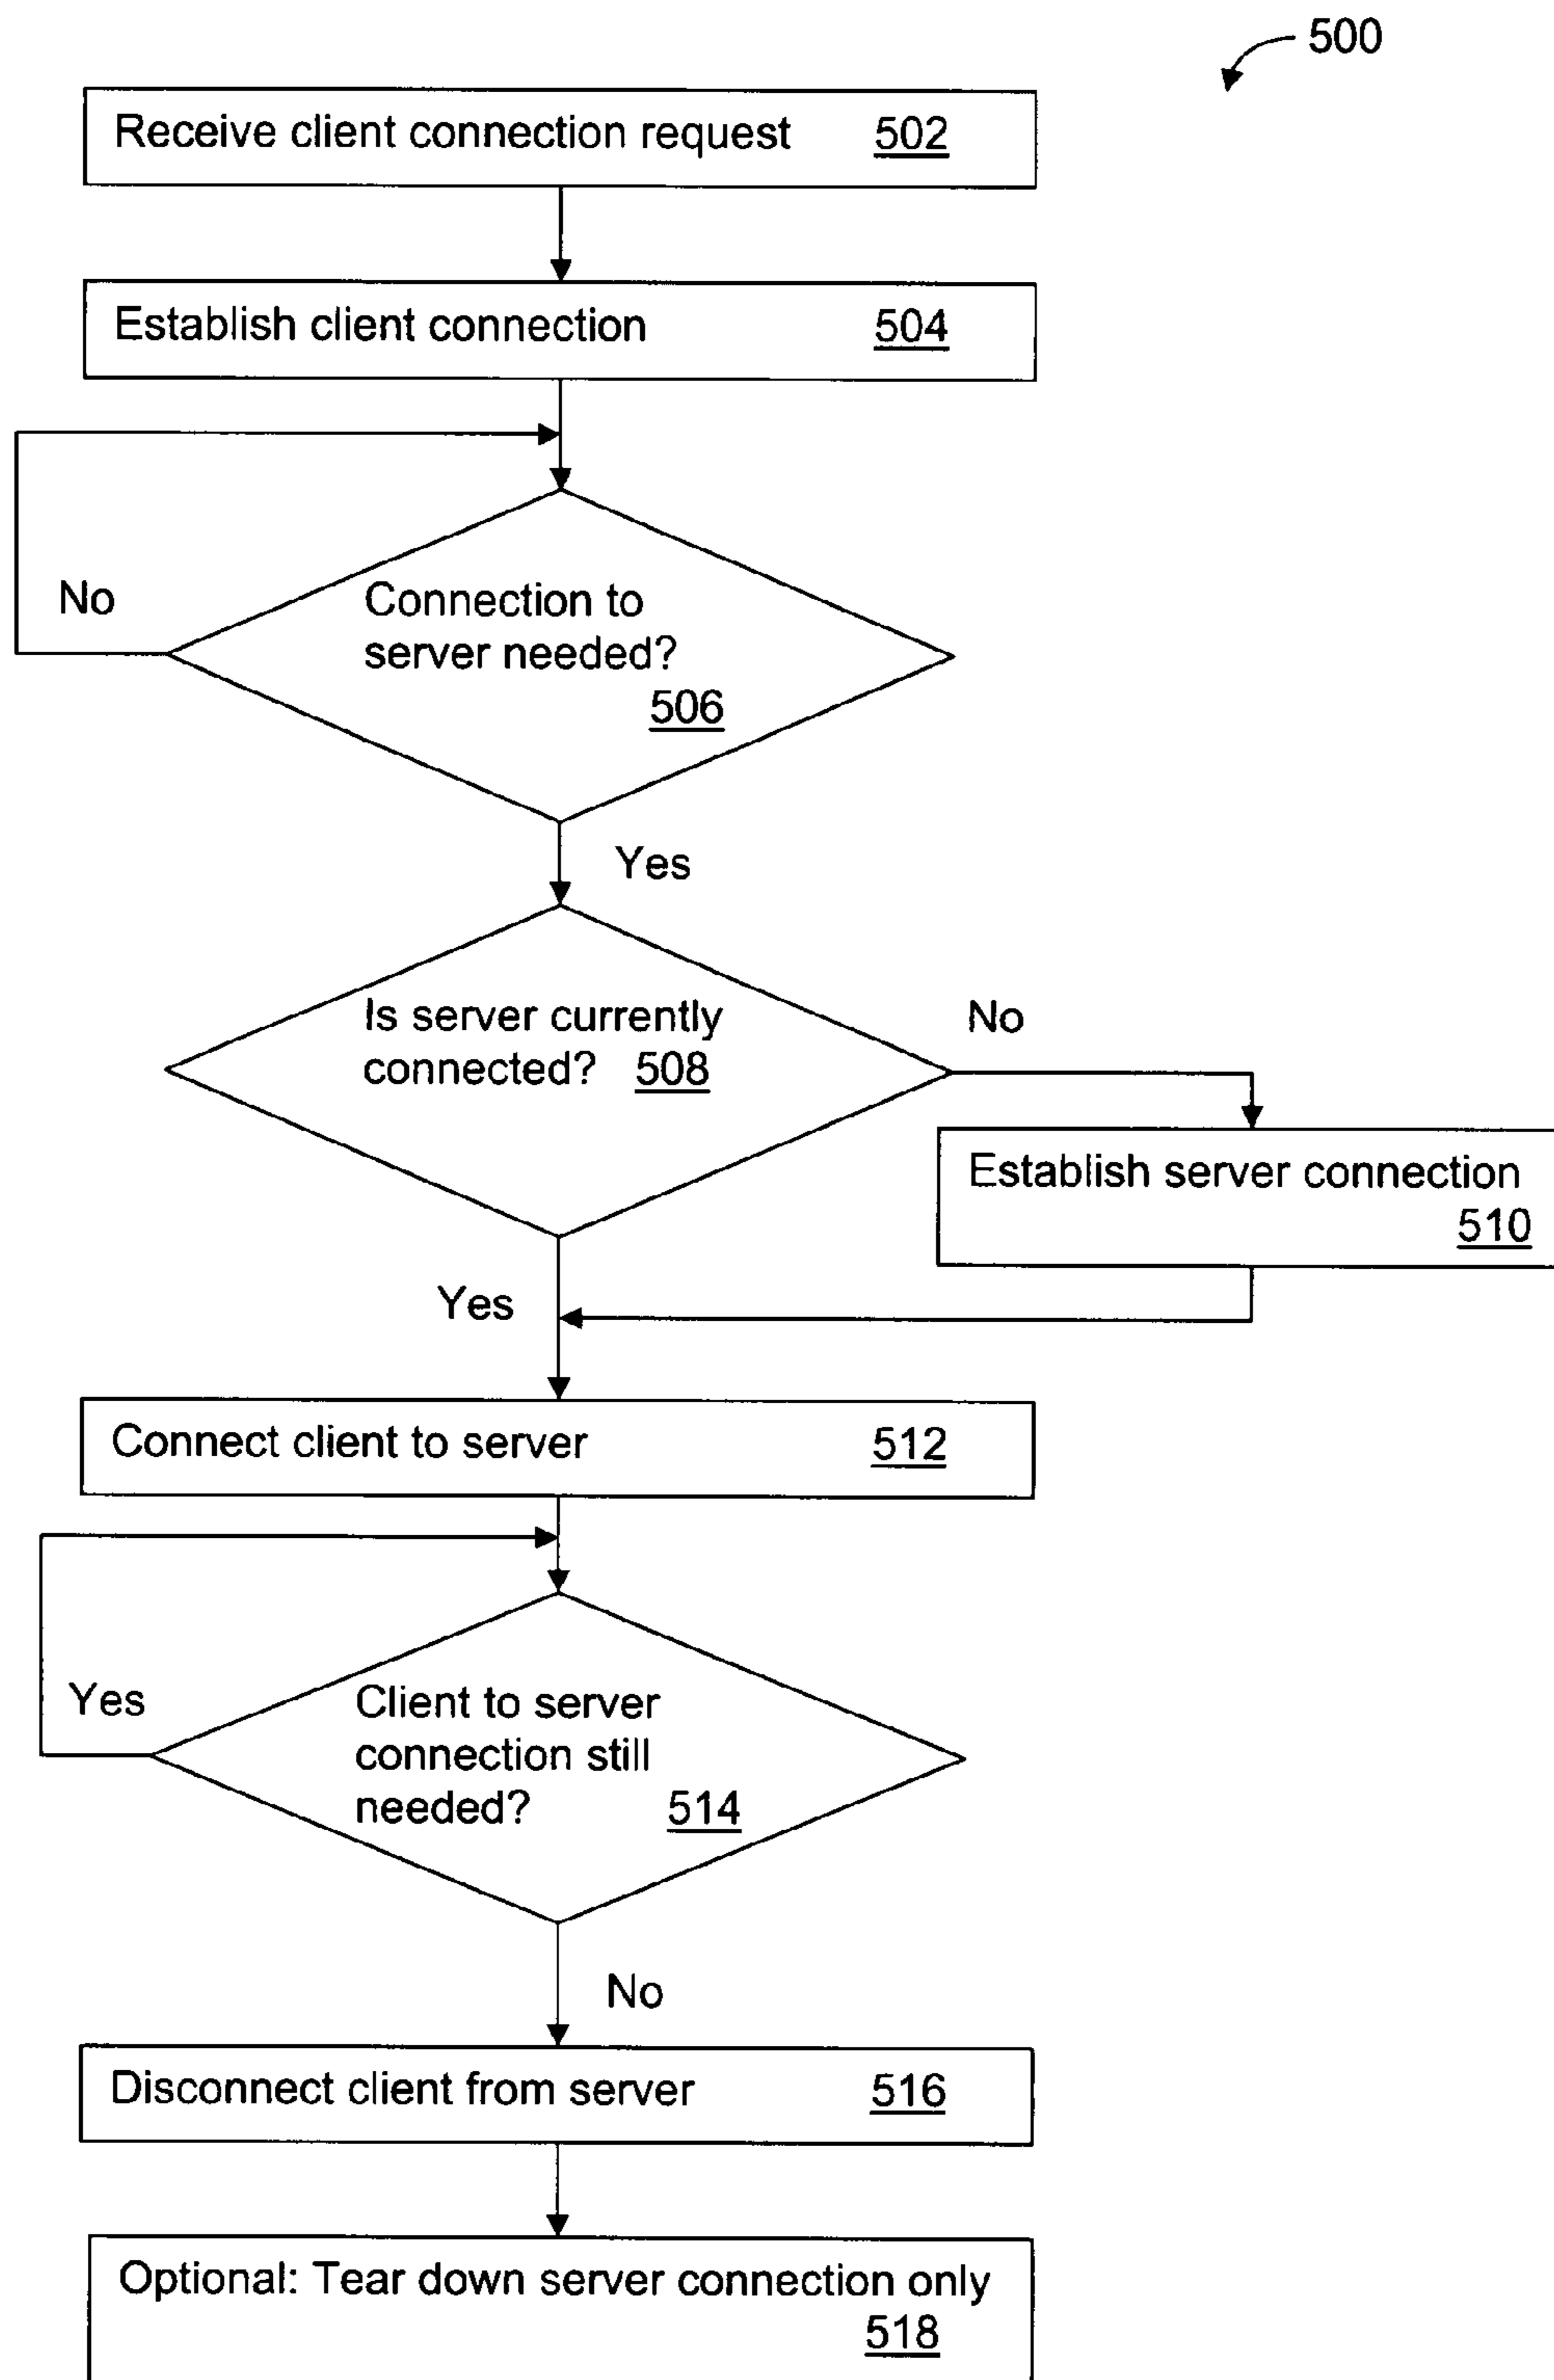 500
Receive client connection request 502
Establish client connection 504
No
Connection to
server needed?
506
Yes
Is server currently
connected? 508
No
Establish server connection
510
Yes
Connect client to server 512
Yes
Client to server
connection still
needed? 514
No
Disconnect client from server 516
Optional: Tear down server connection only
518